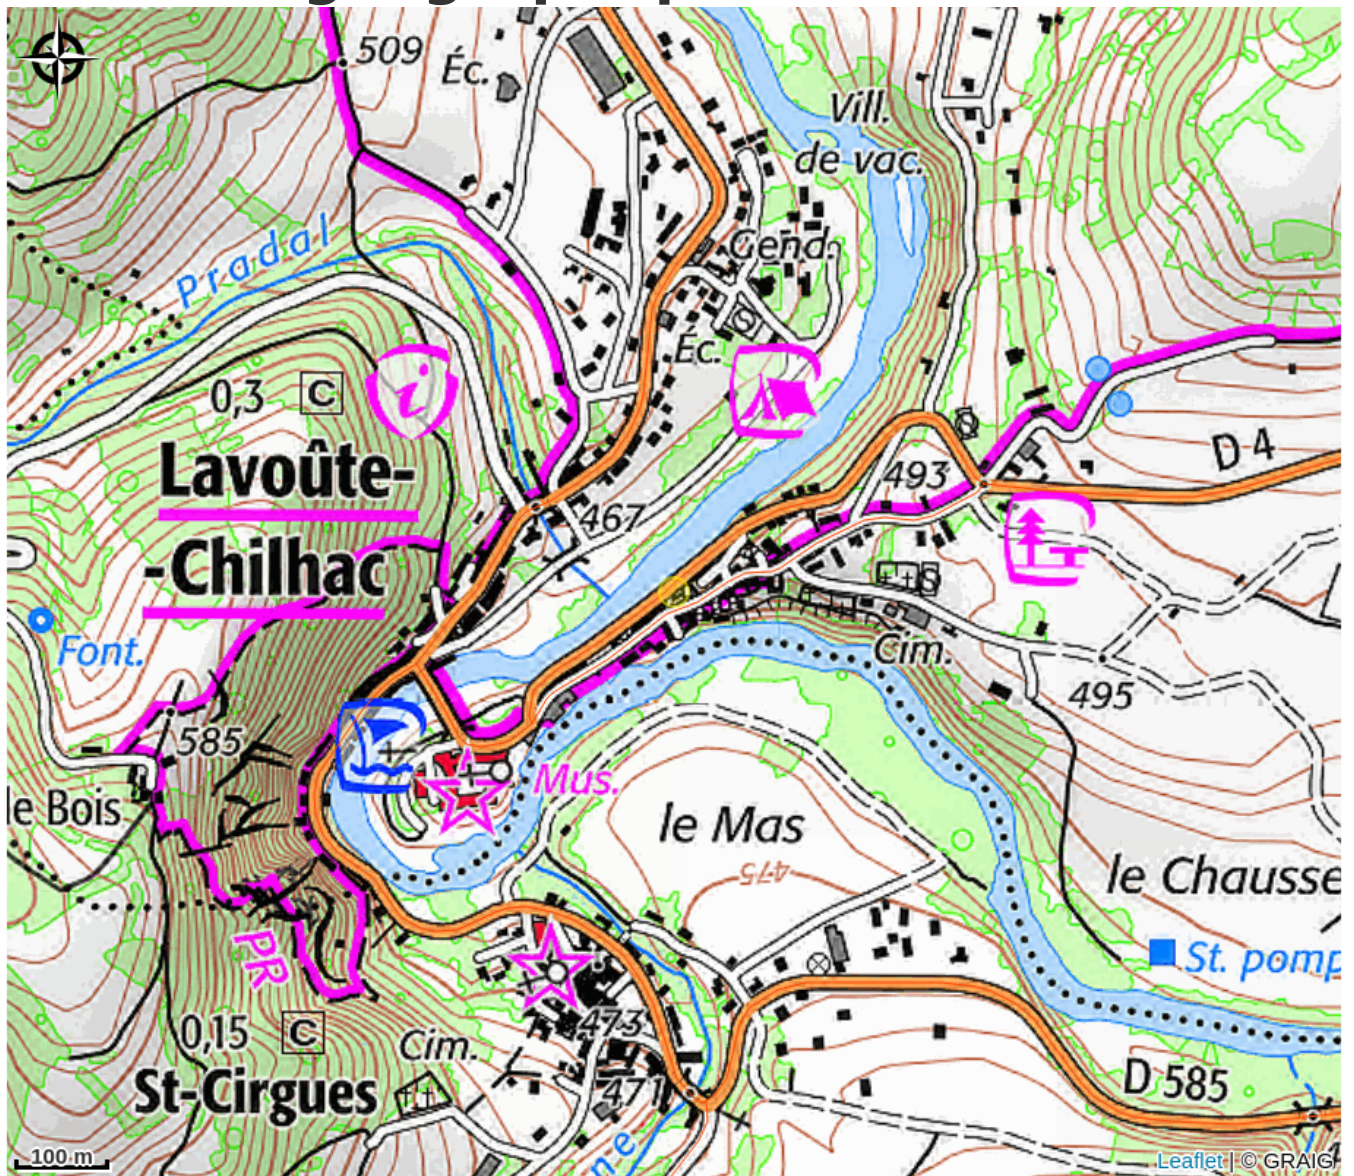 509
Éc.
Vill.
de vac.
Pradal
Gend.
Éc.
0,3 C
i
Lavoûte-
-Chilhac
467
493
D 4
Font.
Cim.
495
585
Mus.
le Bois
le Mas
475
le Chausse
St. pomp
PR
0,15 C
473
Cim.
St-Cirgues
471
D 585
ne
100 m
Leaflet | © GRAIG